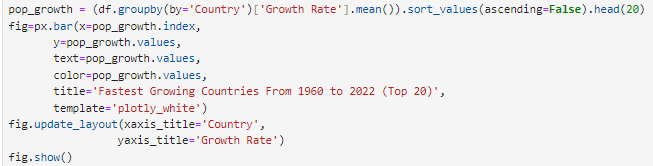 pop_growth = (df.groupby(by='Country')['Growth Rate'].mean()).sort_values(ascending=False).head(20)
fig=px.bar(x=pop_growth.index,
y=pop_growth.values,
text=pop_growth.values,
color=pop_growth.values,
title='Fastest Growing Countries From 1960 to 2022 (Top 20)',
template='plotly_white')
fig.update_layout(xaxis_title='Country',
yaxis_title='Growth Rate')
fig.show()